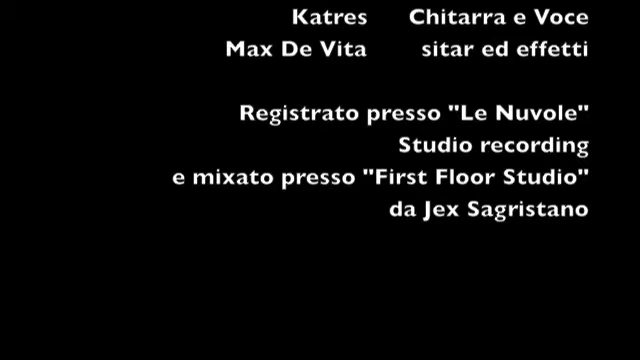 Katres Chitarra e Voce
Max De Vita sitar ed effetti
Registrato presso "Le Nuvole"
Studio recording
e mixato presso "First Floor Studio"
da Jex Sagristano